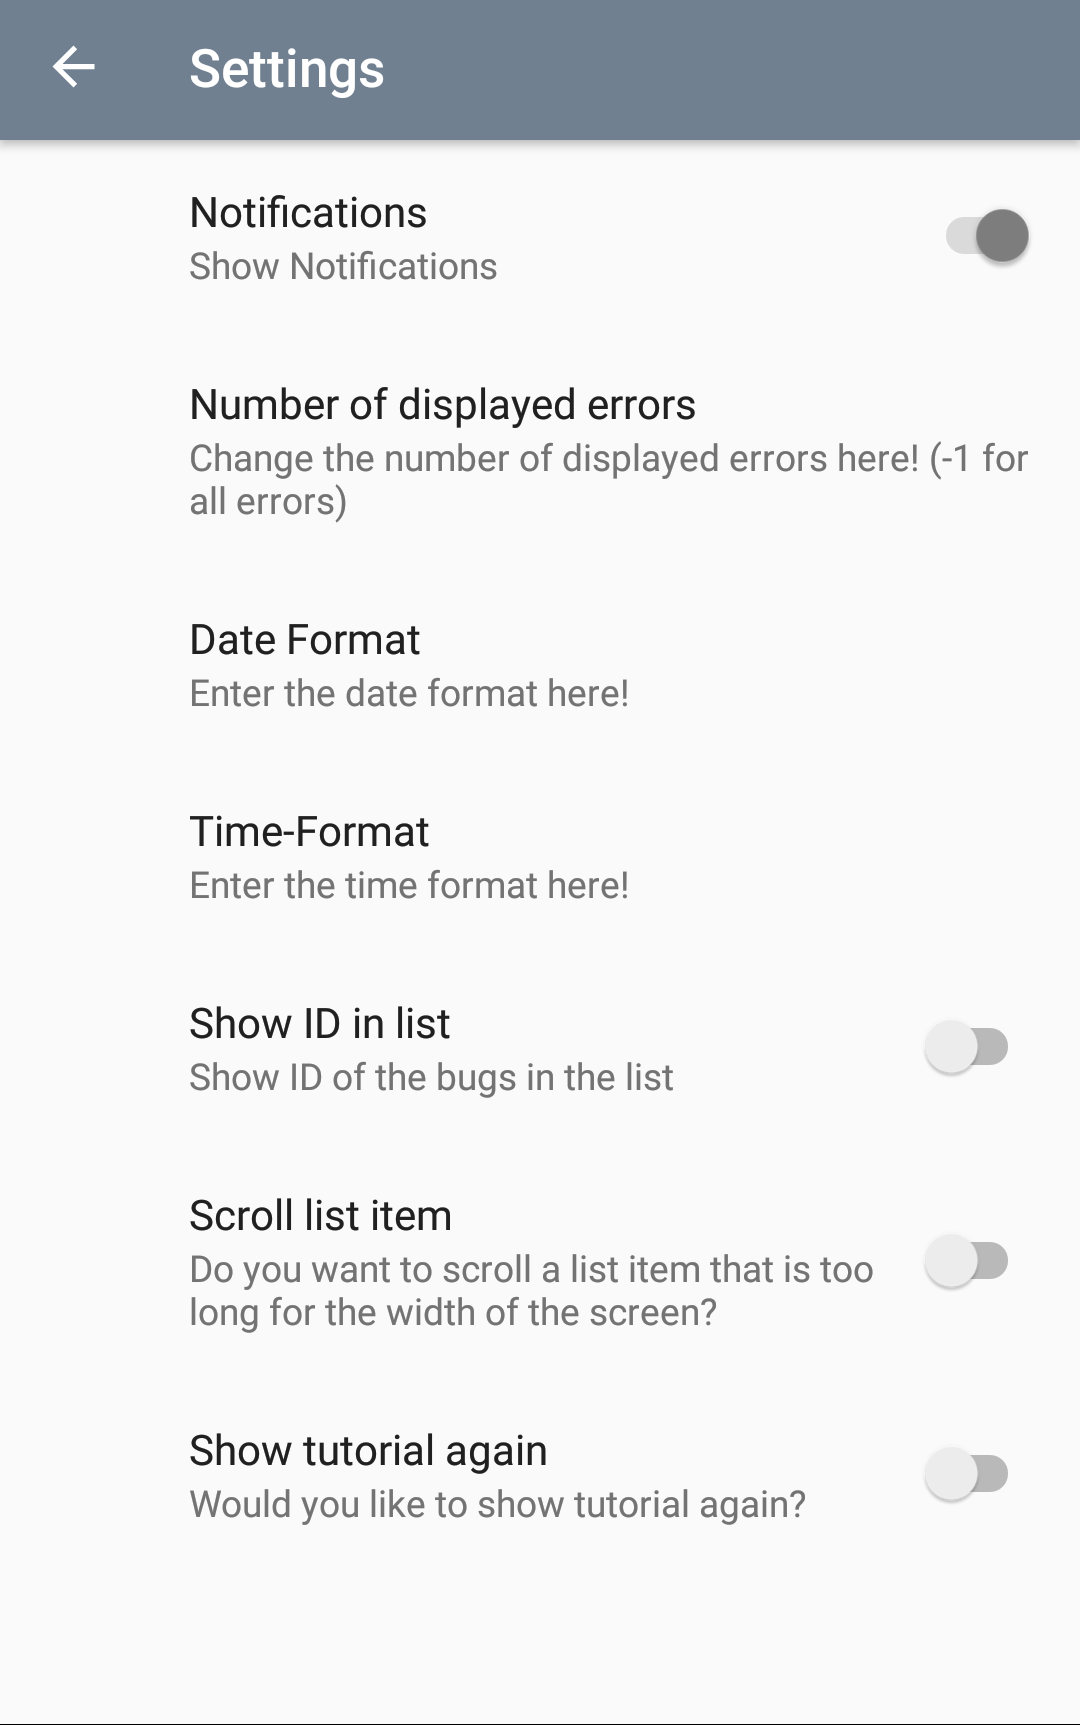 Settings
Notifications
Show Notifications
Number of displayed errors
Change the number of displayed errors here! (-1 for
all errors)
Date Format
Enter the date format here!
Time-Format
Enter the time format here!
Show ID in list
Show ID of the bugs in the list
Scroll list item
Do you want to scroll a list item that is too
long for the width of the screen?
Show tutorial again
Would you like to show tutorial again?